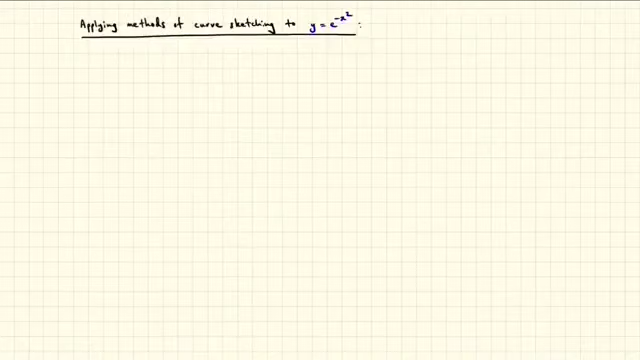 Applying methods of curve sketching to y = e^{-x^2} :